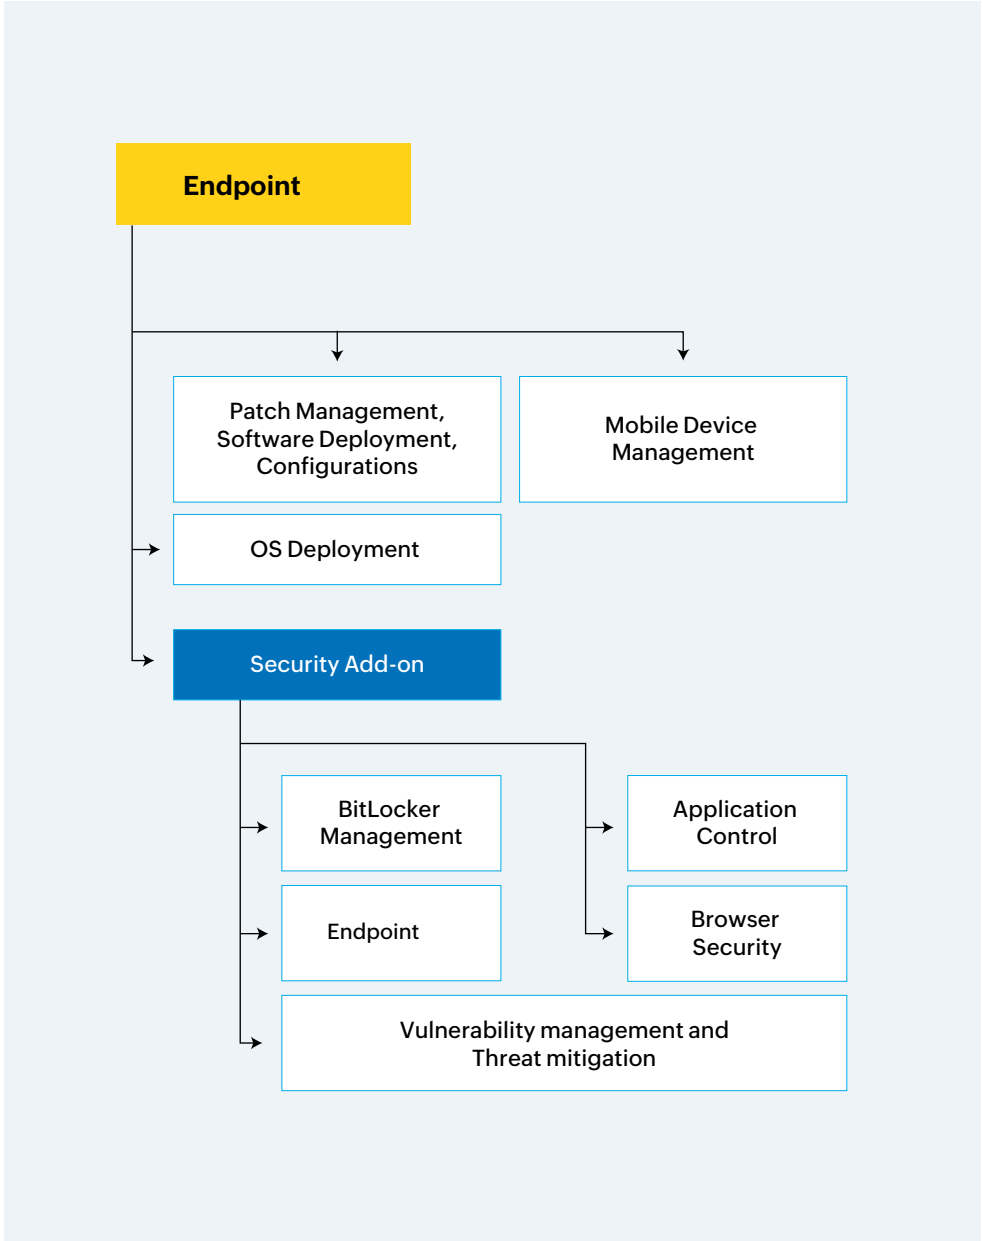 Endpoint
Patch Management,
Software Deployment,
Configurations
Mobile Device
Management
OS Deployment
Security Add-on
BitLocker
Management
Application
Control
Endpoint
Browser
Security
Vulnerability management and
Threat mitigation